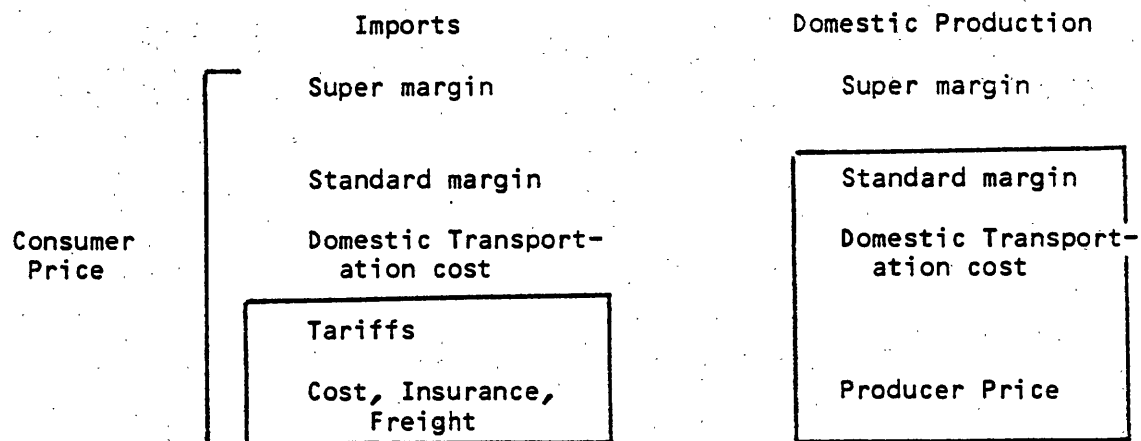 Imports Domestic Production
Super margin Super margin
Standard margin Standard margin
Consumer Domestic Transport- Domestic Transport-
Price ation cost ation cost
Tariffs
Cost, Insurance, Producer Price
Freight